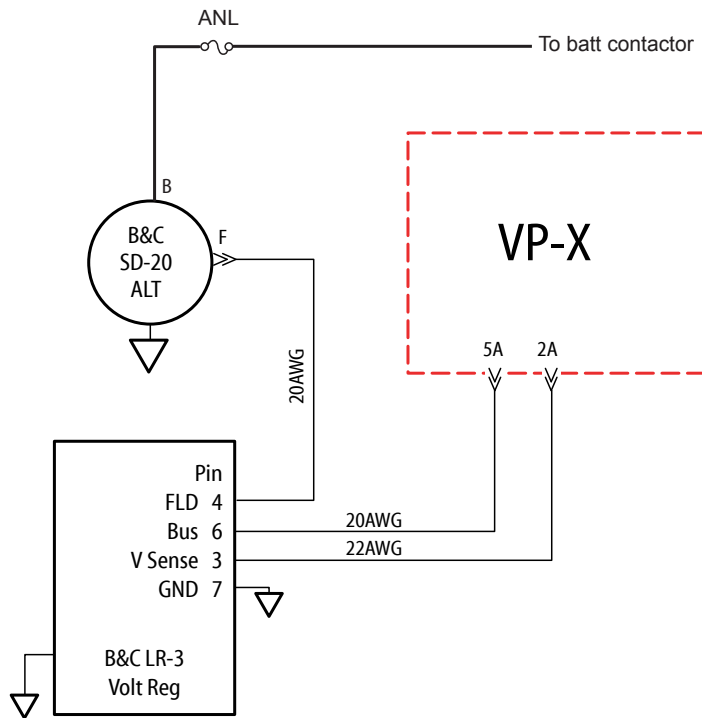 ANL
To batt contactor
B
B&C
SD-20
ALT
F
VP-X
5A 2A
20AWG
Pin
FLD 4
Bus 6
V Sense 3
GND 7
20AWG
22AWG
B&C LR-3
Volt Reg